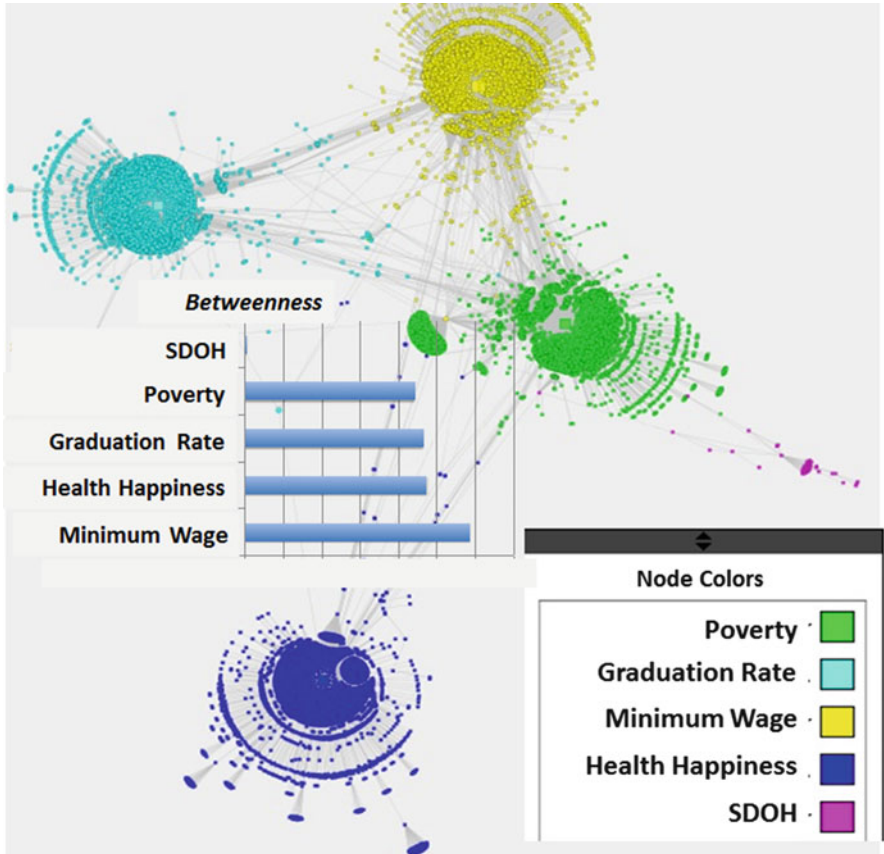 Betweenness
SDOH
Poverty
Graduation Rate
Health Happiness
Minimum Wage
Node Colors
Poverty
Graduation Rate
Minimum Wage
Health Happiness
SDOH